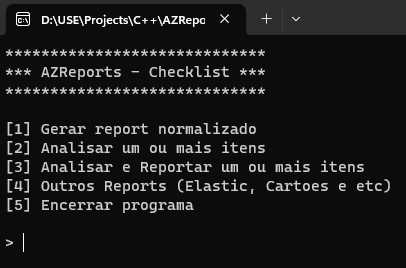 D:\USE\Projects\C++\AZRepo
*****************************
*** AZReports - Checklist ***
*****************************
[1] Gerar report normalizado
[2] Analisar um ou mais itens
[3] Analisar e Reportar um ou mais itens
[4] Outros Reports (Elastic, Cartoes e etc)
[5] Encerrar programa
>